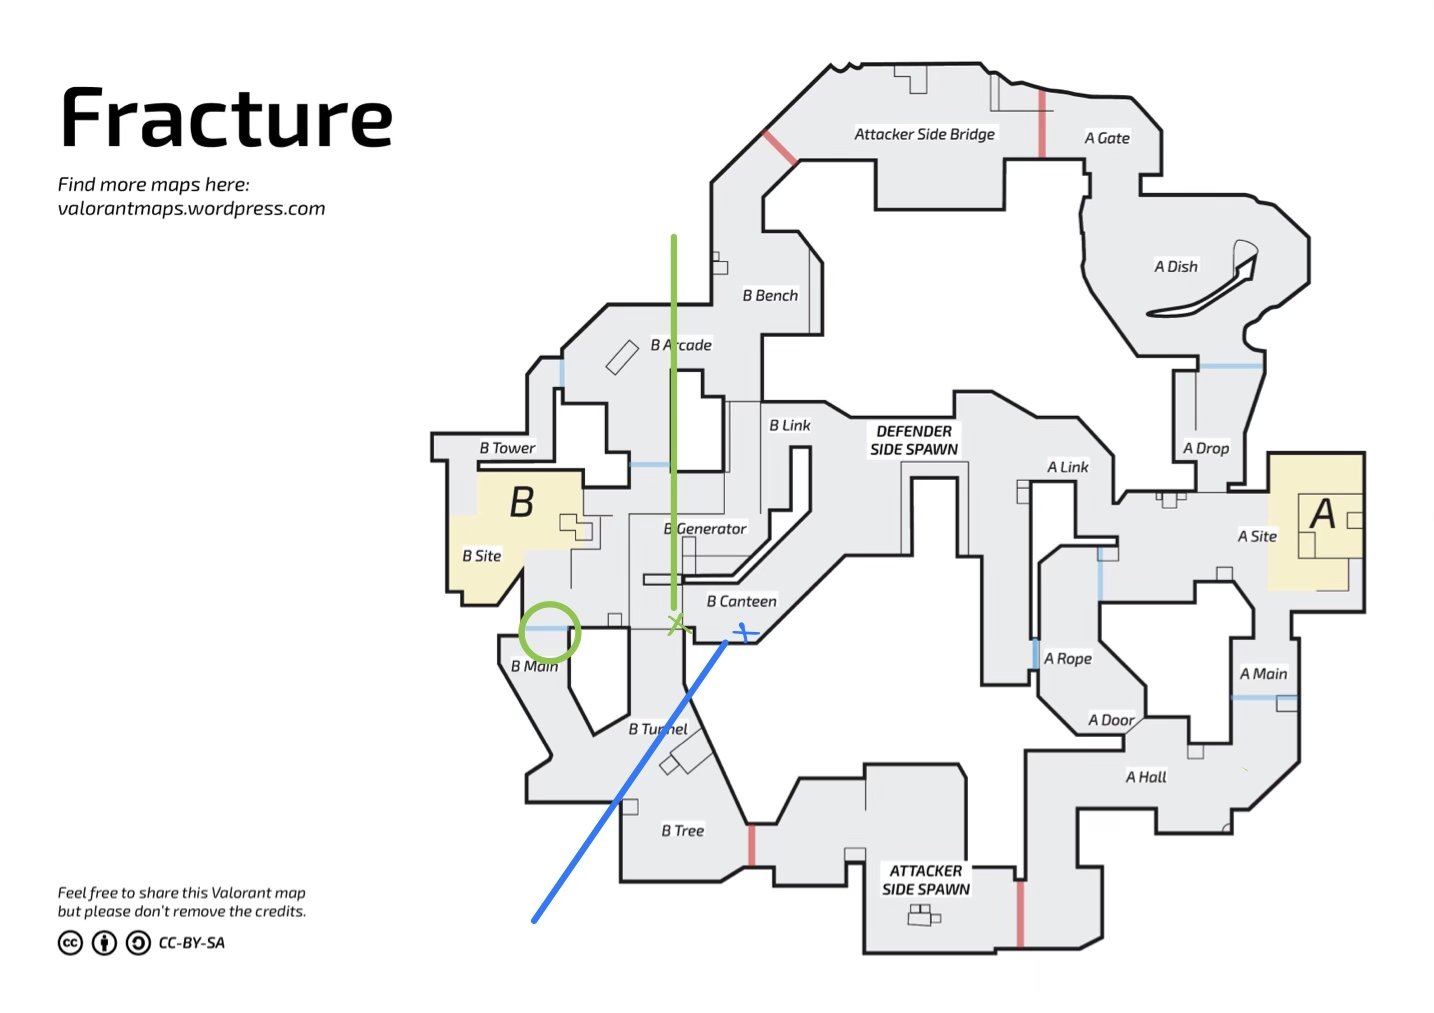 Fracture
Find more maps here:
valorantmaps.wordpress.com
Attacker Side Bridge
A Gate
A Dish
B Bench
B Arcade
B Link
DEFENDER
SIDE SPAWN
B Tower
A Drop
A Link
B
A
B Generator
A Site
B Site
B Canteen
B Main
A Rope
A Main
A Door
B Tunnel
A Hall
B Tree
ATTACKER
SIDE SPAWN
Feel free to share this Valorant map
but please don't remove the credits.
cc CC-BY-SA